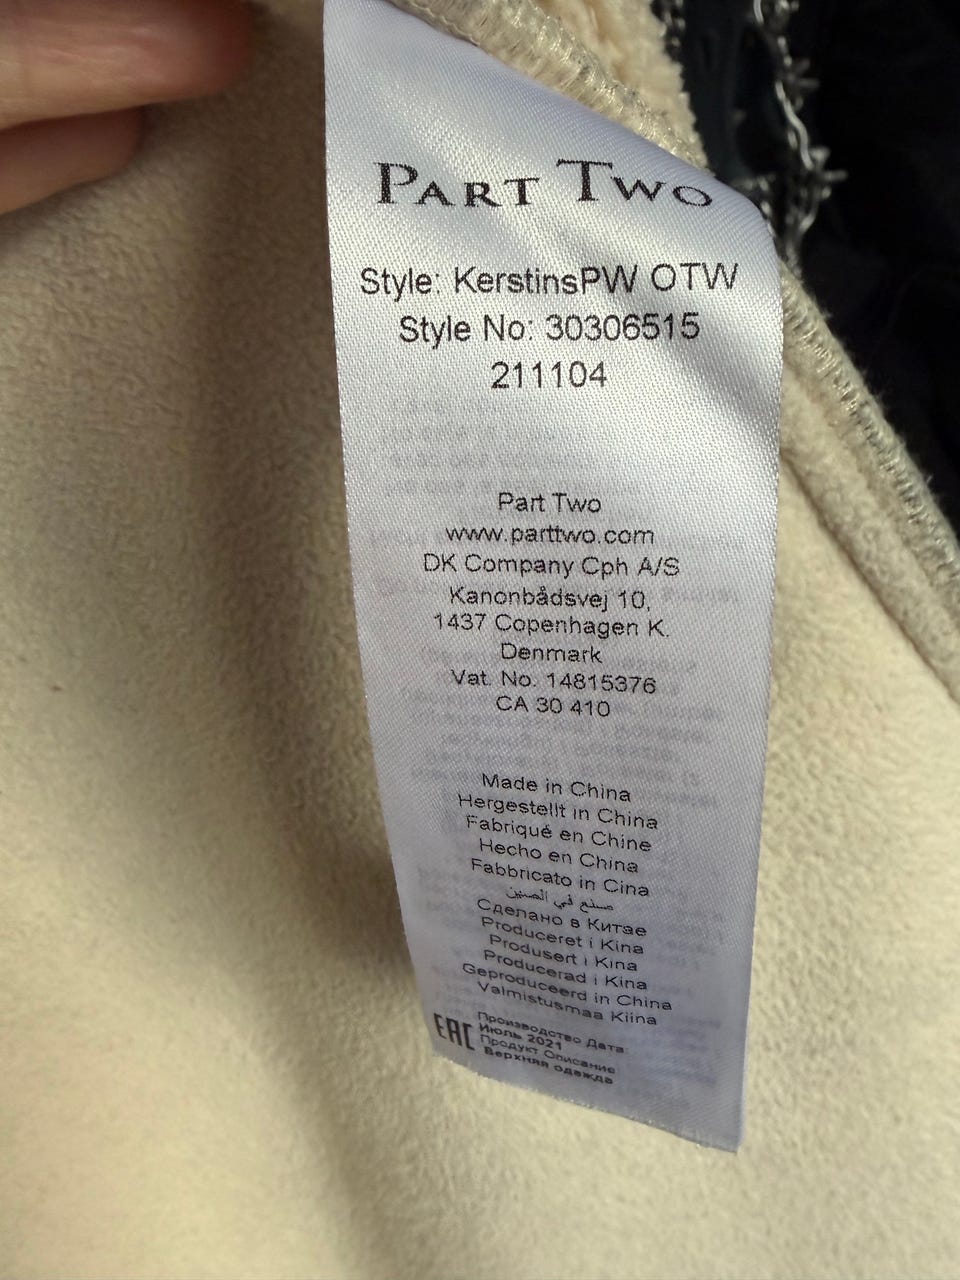 PART TWO
Style: KerstinsPW OTW
Style No: 30306515
211104
Part Two
www.parttwo.com
DK Company Cph A/S
Kanonbådsvej 10,
1437 Copenhagen K.
Denmark
Vat. No. 14815376
CA 30 410
Made in China
Hergestellt in China
Fabriqué en Chine
Hecho en China
Fabbricato in Cina
صنع في الصين
Сделано в Китае
Produceret i Kina
Produsert i Kina
Producerad i Kina
Geproduceerd in China
Valmistusmaa Kiina
EAC
Производство Дата:
Июль 2021
Продукт Описание
Верхняя одежда